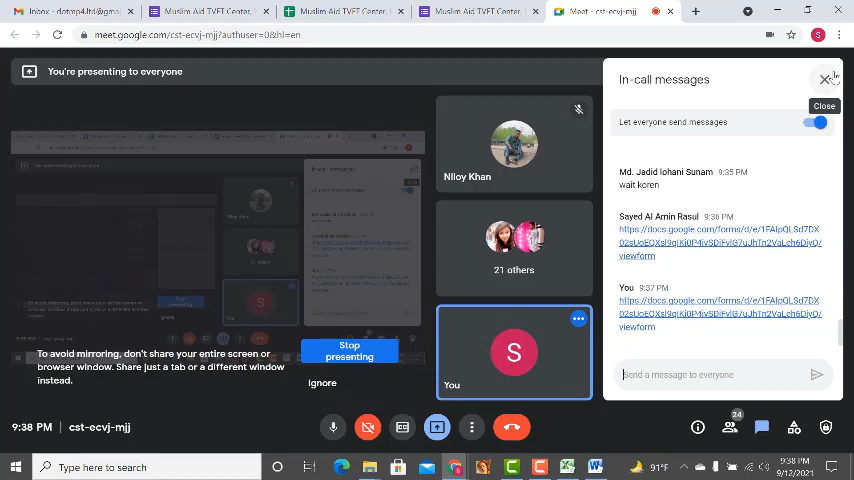 Inbox - dotmp4.ltd@gmail
Muslim Aid TVET Center,
Muslim Aid TVET Center,
Muslim Aid TVET Center,
Meet - cst-ecvj-mjj
meet.google.com/cst-ecvj-mjj?authuser=0&hl=en
S
You're presenting to everyone
In-call messages
Close
Let everyone send messages
Md. Jadid lohani Sunam 9:35 PM
wait koren
Niloy Khan
Sayed Al Amin Rasul 9:36 PM
https://docs.google.com/forms/d/e/1FAIpQLSd7DX
viewform
21 others
You 9:37 PM
https://docs.google.com/forms/d/e/1FAIpQLSd7DX
viewform
S
You
To avoid mirroring, don't share your entire screen or
browser window. Share just a tab or a different window
instead.
Stop
presenting
Ignore
Send a message to everyone
24
9:38 PM
cst-ecvj-mjj
Type here to search
91°F
9:38 PM
9/12/2021